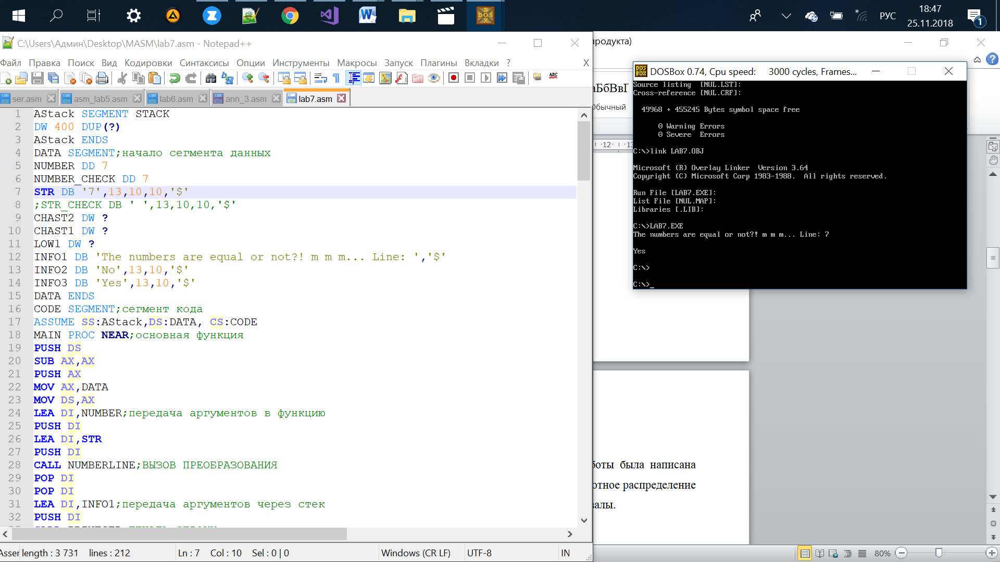 РУС
18:47
25.11.2018
1
C:\Users\Админ\Desktop\MASM\lab7.asm - Notepad++
Файл Правка Поиск Вид Кодировки Синтаксисы Опции Инструменты Макросы Запуск Плагины Вкладки ? X
ser.asm asm_lab5.asm lab6.asm ann_3.asm lab7.asm
1 AStack SEGMENT STACK
2 DW 400 DUP(?)
3 AStack ENDS
4 DATA SEGMENT;начало сегмента данных
5 NUMBER DD 7
6 NUMBER_CHECK DD 7
7 STR DB '7',13,10,10,'$'
8 ;STR_CHECK DB ' ',13,10,10,'$'
9 CHAST2 DW ?
10 CHAST1 DW ?
11 LOW1 DW ?
12 INFO1 DB 'The numbers are equal or not?! m m m... Line: ','$'
13 INFO2 DB 'No',13,10,'$'
14 INFO3 DB 'Yes',13,10,'$'
15 DATA ENDS
16 CODE SEGMENT;сегмент кода
17 ASSUME SS:AStack,DS:DATA, CS:CODE
18 MAIN PROC NEAR;основная функция
19 PUSH DS
20 SUB AX,AX
21 PUSH AX
22 MOV AX,DATA
23 MOV DS,AX
24 LEA DI,NUMBER;передача аргументов в функцию
25 PUSH DI
26 LEA DI,STR
27 PUSH DI
28 CALL NUMBERLINE;ВЫЗОВ ПРЕОБРАЗОВАНИЯ
29 POP DI
30 POP DI
31 LEA DI,INFO1;передача аргументов через стек
32 PUSH DI
Asser length : 3 731 lines : 212 Ln : 7 Col : 10 Sel : 0 | 0 Windows (CR LF) UTF-8 IN
родукта)
DOSBox 0.74, Cpu speed: 3000 cycles, Frames...
Source listing [NUL.LST]:
Cross-reference [NUL.CRF]:
49968 + 455245 Bytes symbol space free
0 Warning Errors
0 Severe Errors
C:\>link LAB7.OBJ
Microsoft (R) Overlay Linker Version 3.64
Copyright (C) Microsoft Corp 1983-1988. All rights reserved.
Run File [LAB7.EXE]:
List File [NUL.MAP]:
Libraries [.LIB]:
C:\>LAB7.EXE
The numbers are equal or not?! m m m... Line: 7
Yes
C:\>
C:\>_
аБбВвГ
Обычный
12 13
боты была написана
отное распределение
валы.
80%